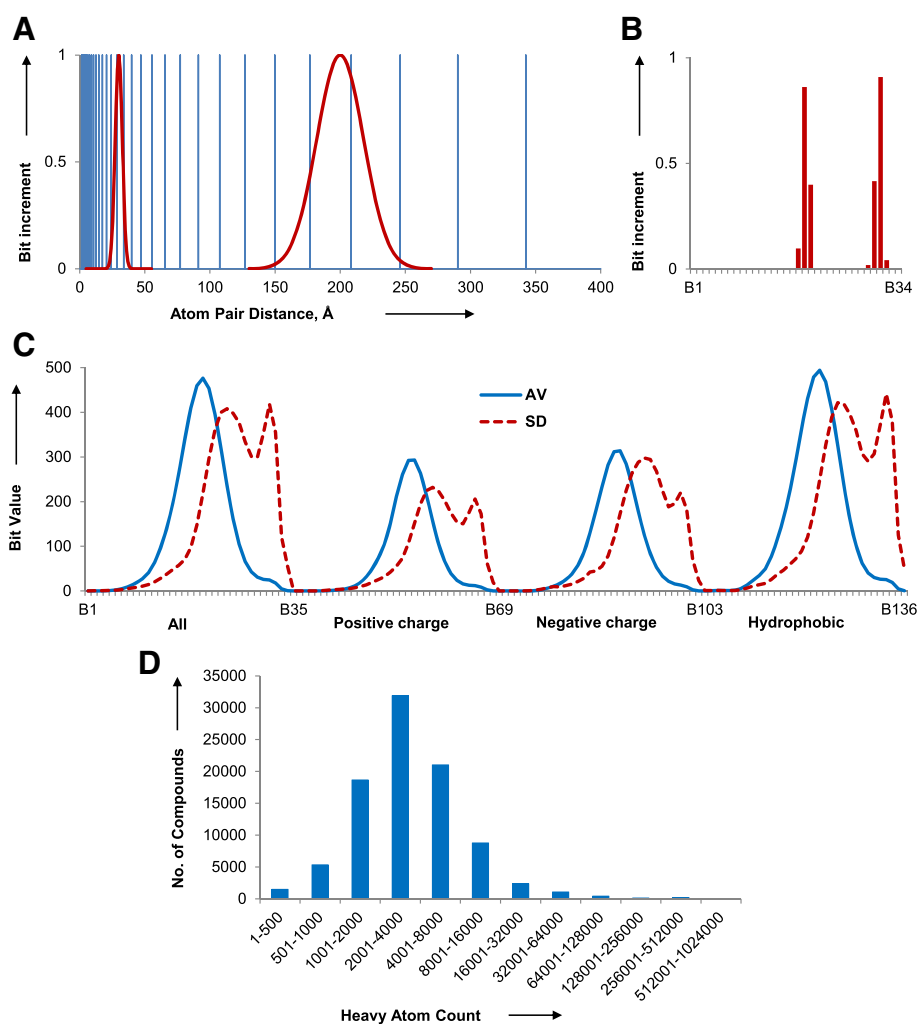 A
1
0.5
0
Bit increment
0 50 100 150 200 250 300 350 400
Atom Pair Distance, Å
B
1
0.5
0
Bit increment
B1 B34
C
500
400
300
200
100
0
Bit Value
AV
SD
B1 B35 B69 B103 B136
All Positive charge Negative charge Hydrophobic
D
35000
30000
25000
20000
15000
10000
5000
0
No. of Compounds
1-500
501-1000
1001-2000
2001-4000
4001-8000
8001-16000
16001-32000
32001-64000
64001-128000
128001-256000
256001-512000
512001-1024000
Heavy Atom Count